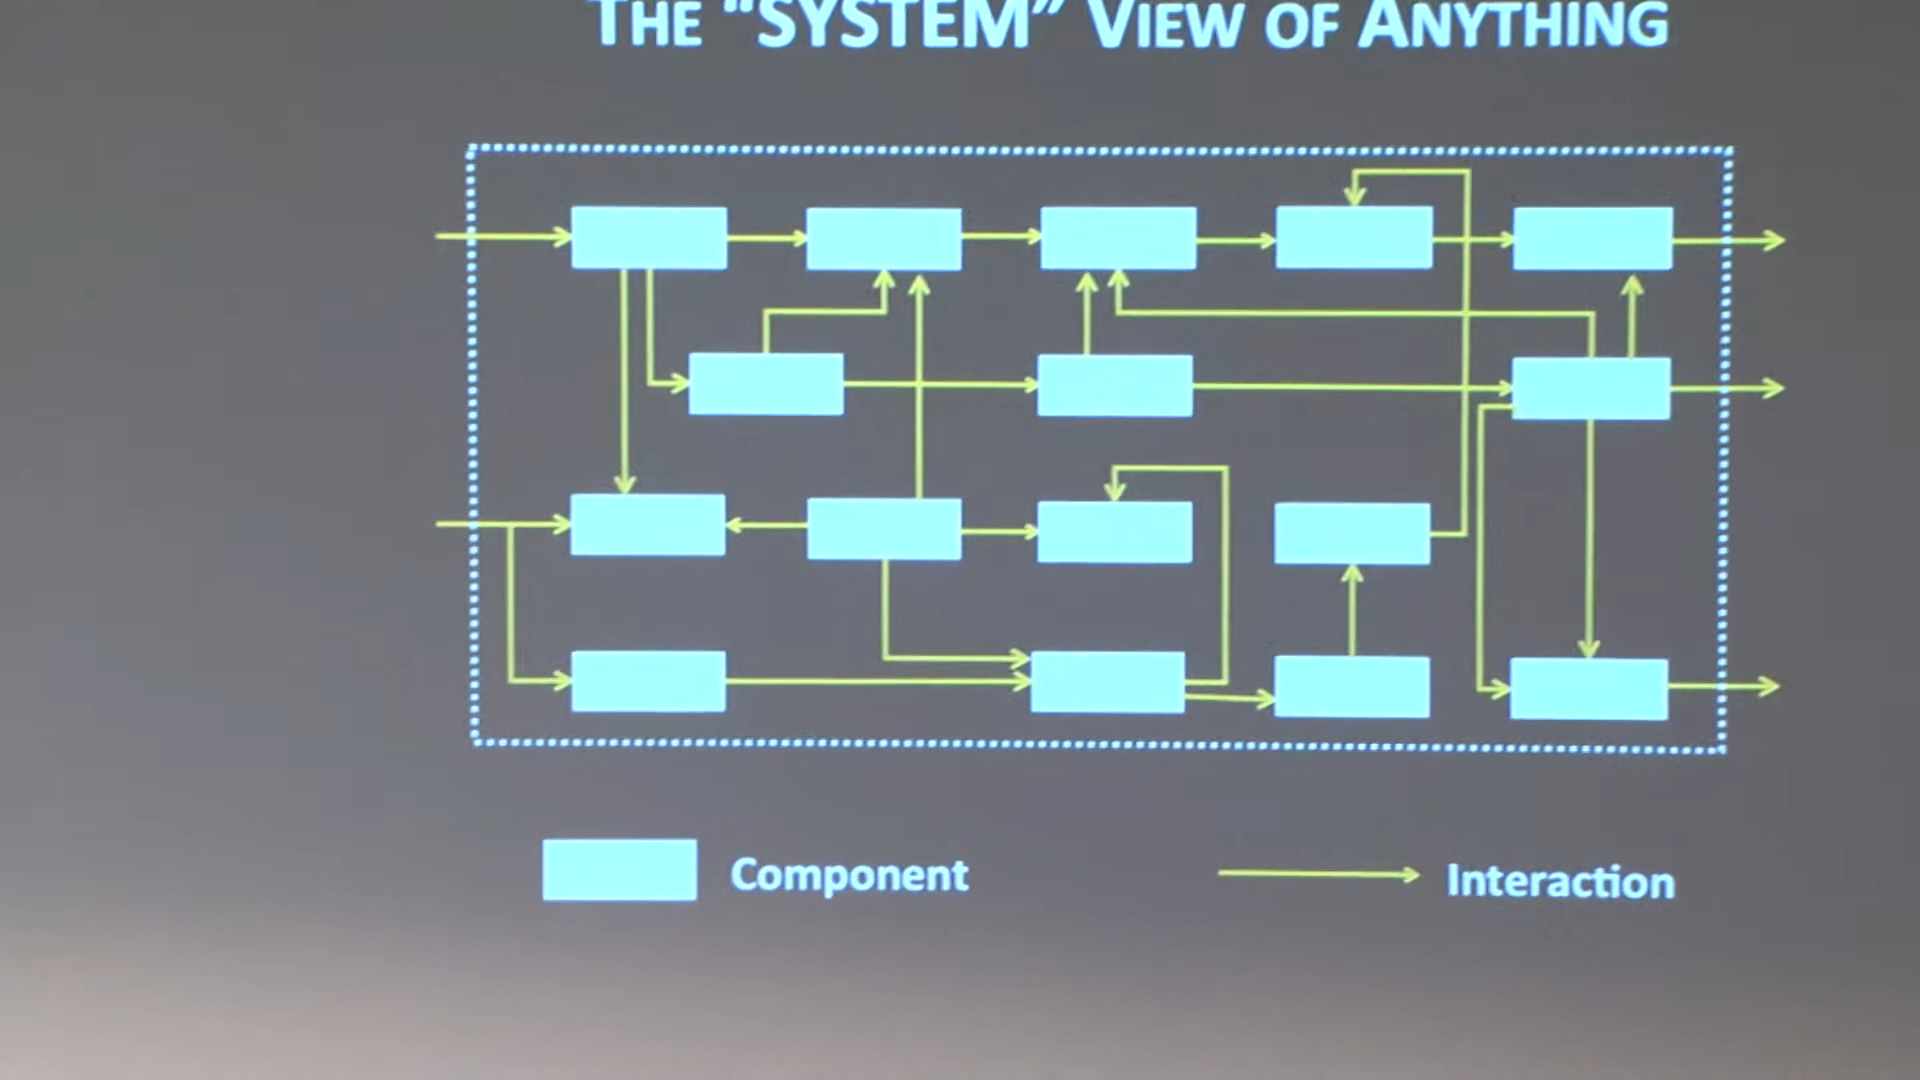 THE “SYSTEM” VIEW OF ANYTHING
Component
Interaction